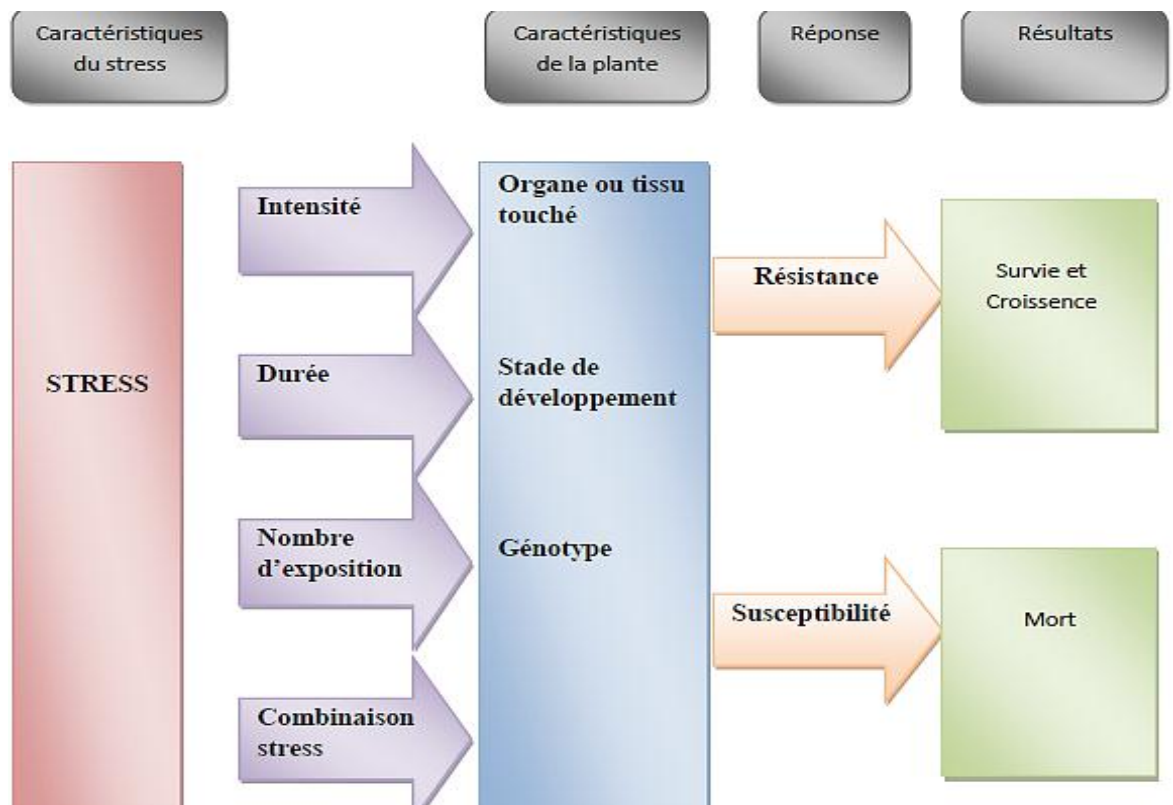 Caractéristiques
du stress
Caractéristiques
de la plante
Réponse
Résultats
STRESS
Intensité
Durée
Nombre
d’exposition
Combinaison
stress
Organe ou tissu
touché
Stade de
développement
Génotype
Résistance
Susceptibilité
Survie et
Croissence
Mort